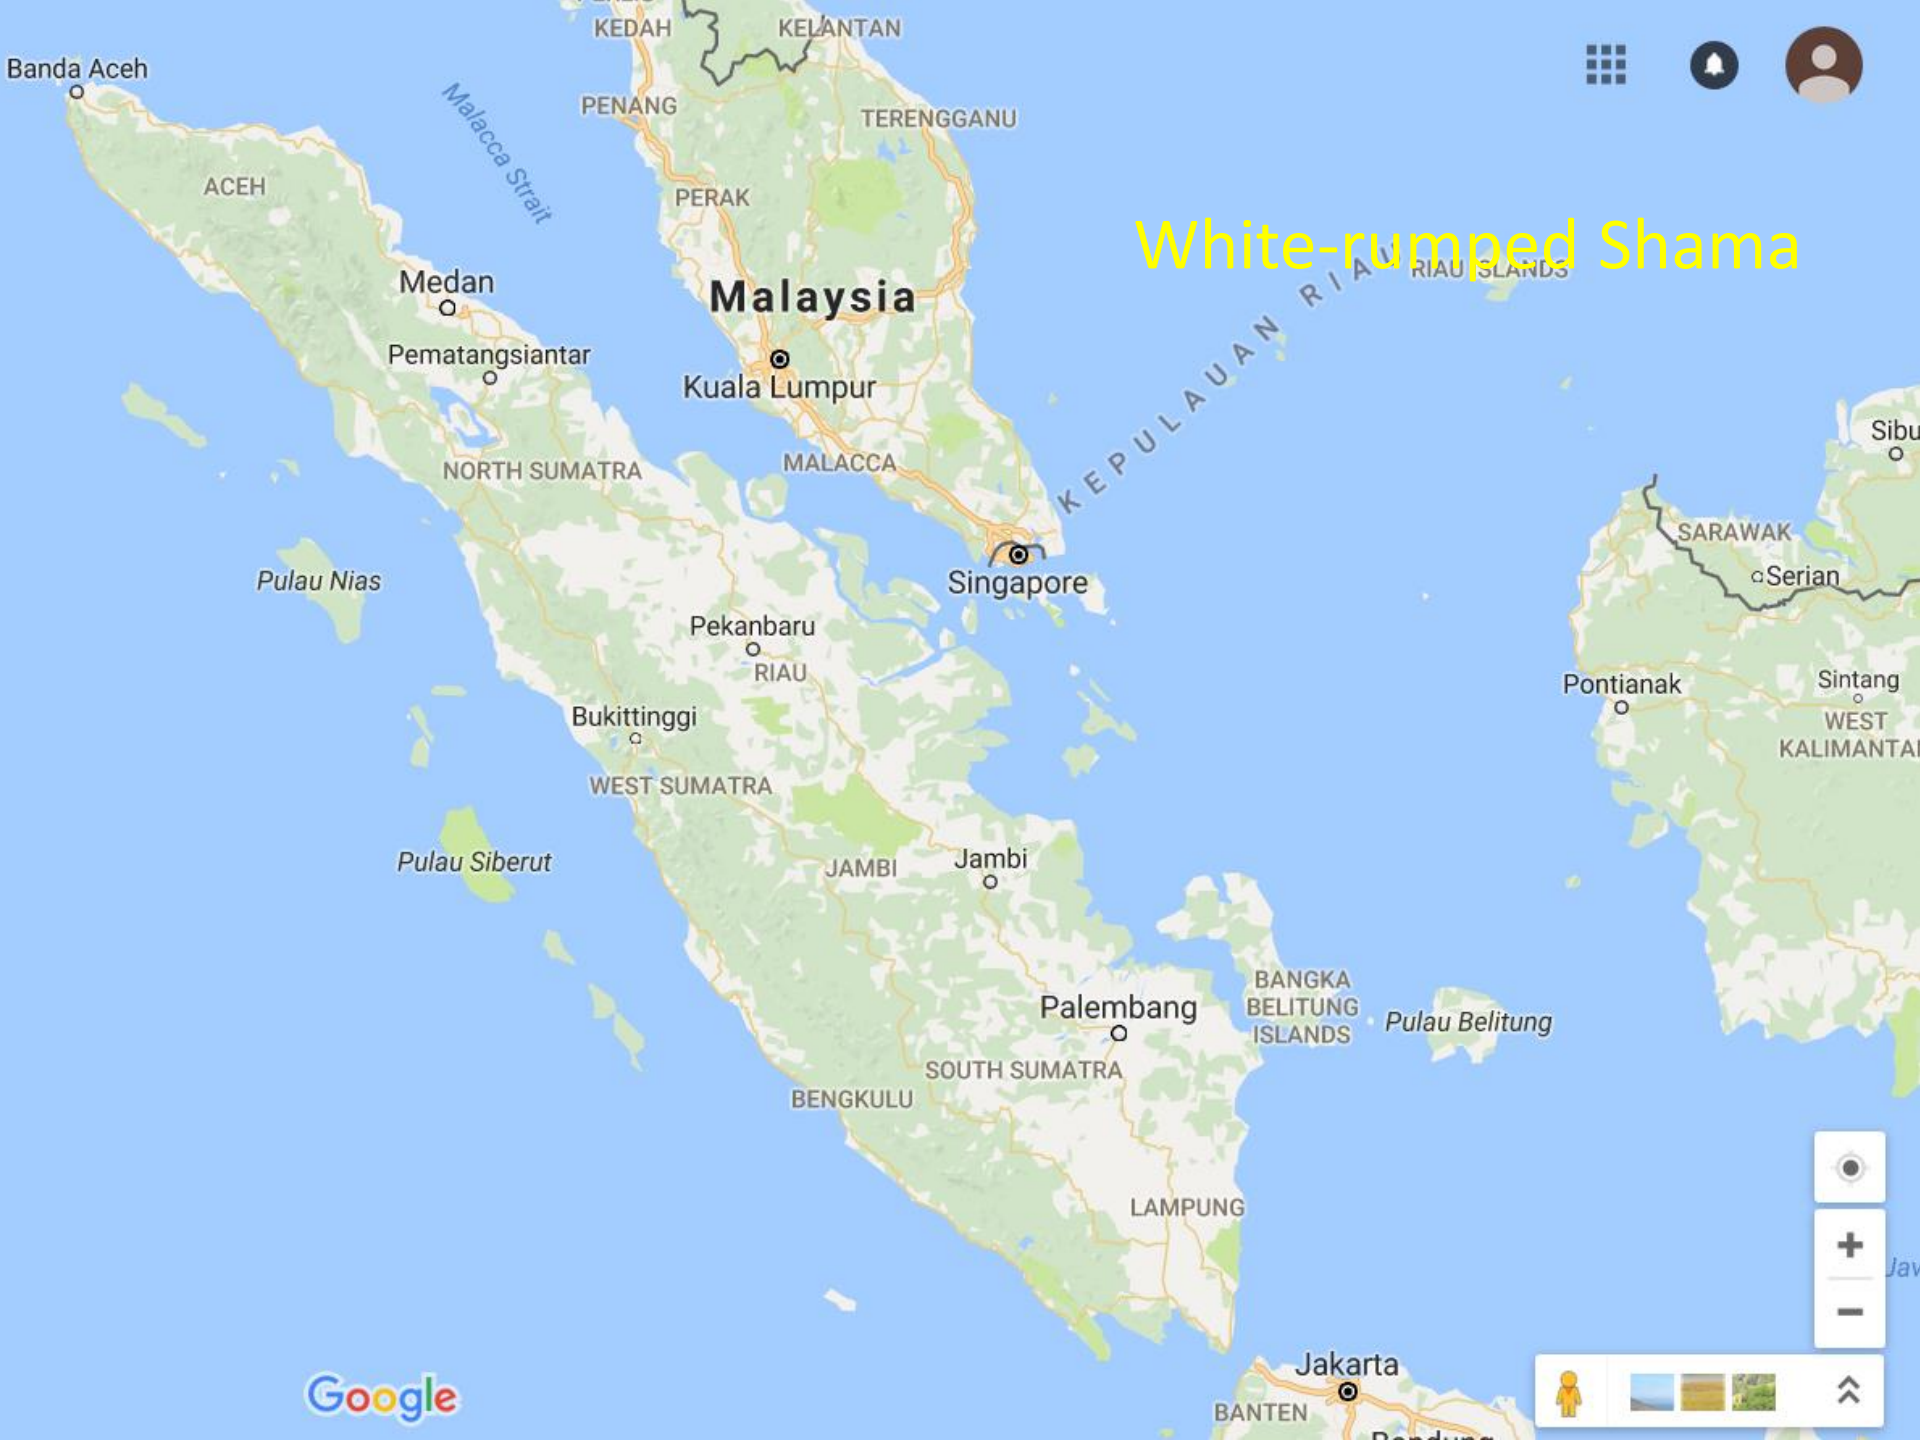 KEDAH
KELANTAN
Banda Aceh
Malacca Strait
PENANG
TERENGGANU
ACEH
PERAK
White-rumped Shama
RIAU ISLANDS
KEPULAUAN RIAU
Medan
Malaysia
Pematangsiantar
Kuala Lumpur
Sibu
NORTH SUMATRA
MALACCA
SARAWAK
Serian
Pulau Nias
Singapore
Pekanbaru
RIAU
Pontianak
Sintang
WEST
KALIMANTA
Bukittinggi
WEST SUMATRA
Pulau Siberut
JAMBI
Jambi
BANGKA
BELITUNG
ISLANDS
Pulau Belitung
Palembang
SOUTH SUMATRA
BENGKULU
LAMPUNG
Jav
Jakarta
Google
BANTEN